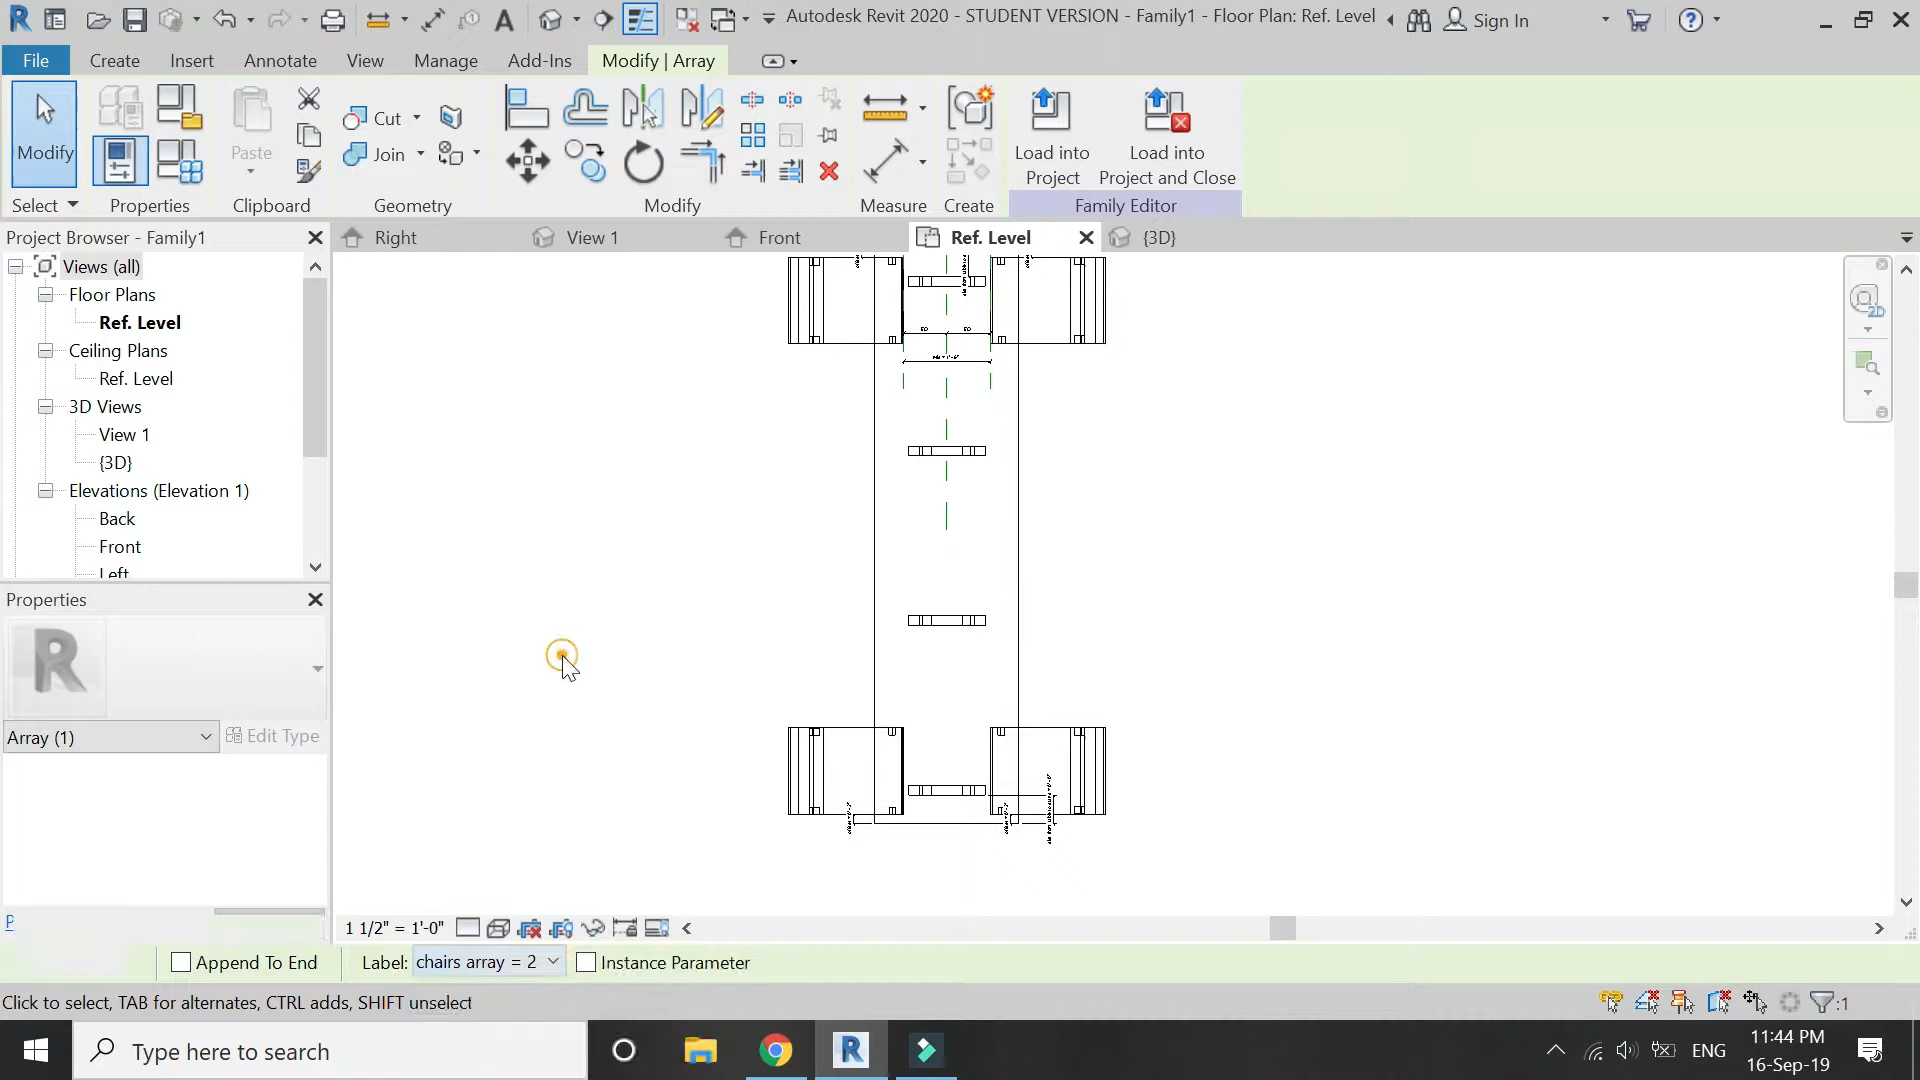 Autodesk Revit 2020 - STUDENT VERSION - Family1 - Floor Plan: Ref. Level
Sign In
File
Create
Insert
Annotate
View
Manage
Add-Ins
Modify | Array
Modify
Paste
Cut
Join
Load into
Project
Load into
Project and Close
Select
Properties
Clipboard
Geometry
Modify
Measure
Create
Family Editor
Project Browser - Family1
Right
View 1
Front
Ref. Level
{3D}
Views (all)
Floor Plans
Ref. Level
Ceiling Plans
Ref. Level
3D Views
View 1
{3D}
Elevations (Elevation 1)
Back
Front
Left
2D
Properties
Array (1)
Edit Type
P
1 1/2" = 1'-0"
Append To End
Label:
chairs array = 2
Instance Parameter
Click to select, TAB for alternates, CTRL adds, SHIFT unselect
:1
Type here to search
ENG
11:44 PM
16-Sep-19